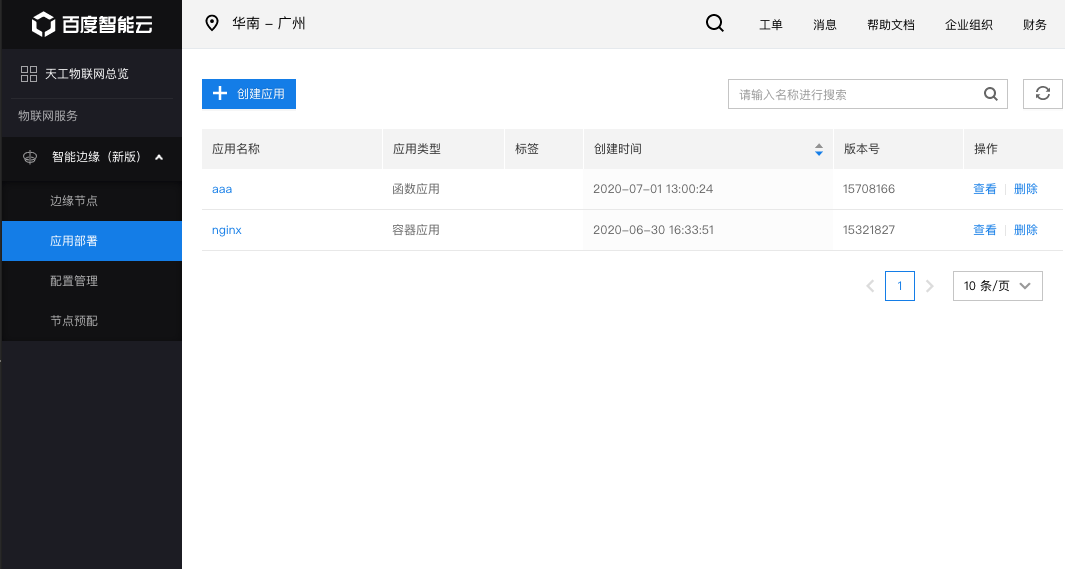 百度智能云
华南 – 广州
工单 消息 帮助文档 企业组织 财务
天工物联网总览
物联网服务
智能边缘（新版）
边缘节点
应用部署
配置管理
节点预配
创建应用
请输入名称进行搜索
应用名称 应用类型 标签 创建时间 版本号 操作
aaa 函数应用 2020-07-01 13:00:24 15708166 查看 删除
nginx 容器应用 2020-06-30 16:33:51 15321827 查看 删除
1 10 条/页